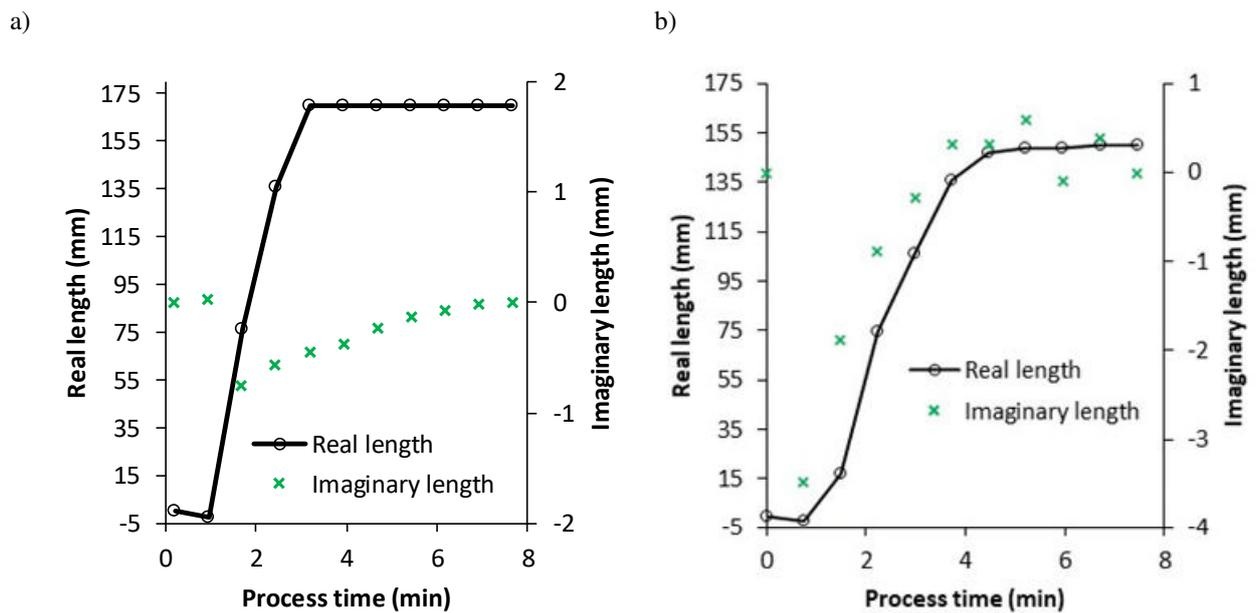 a)
175
155
135
115
95
75
55
35
15
-5
Real length (mm)
2
1
0
-1
-2
Imaginary length (mm)
Real length
Imaginary length
0 2 4 6 8
Process time (min)
b)
175
155
135
115
95
75
55
35
15
-5
Real length (mm)
1
0
-1
-2
-3
-4
Imaginary length (mm)
Real length
Imaginary length
0 2 4 6 8
Process time (min)